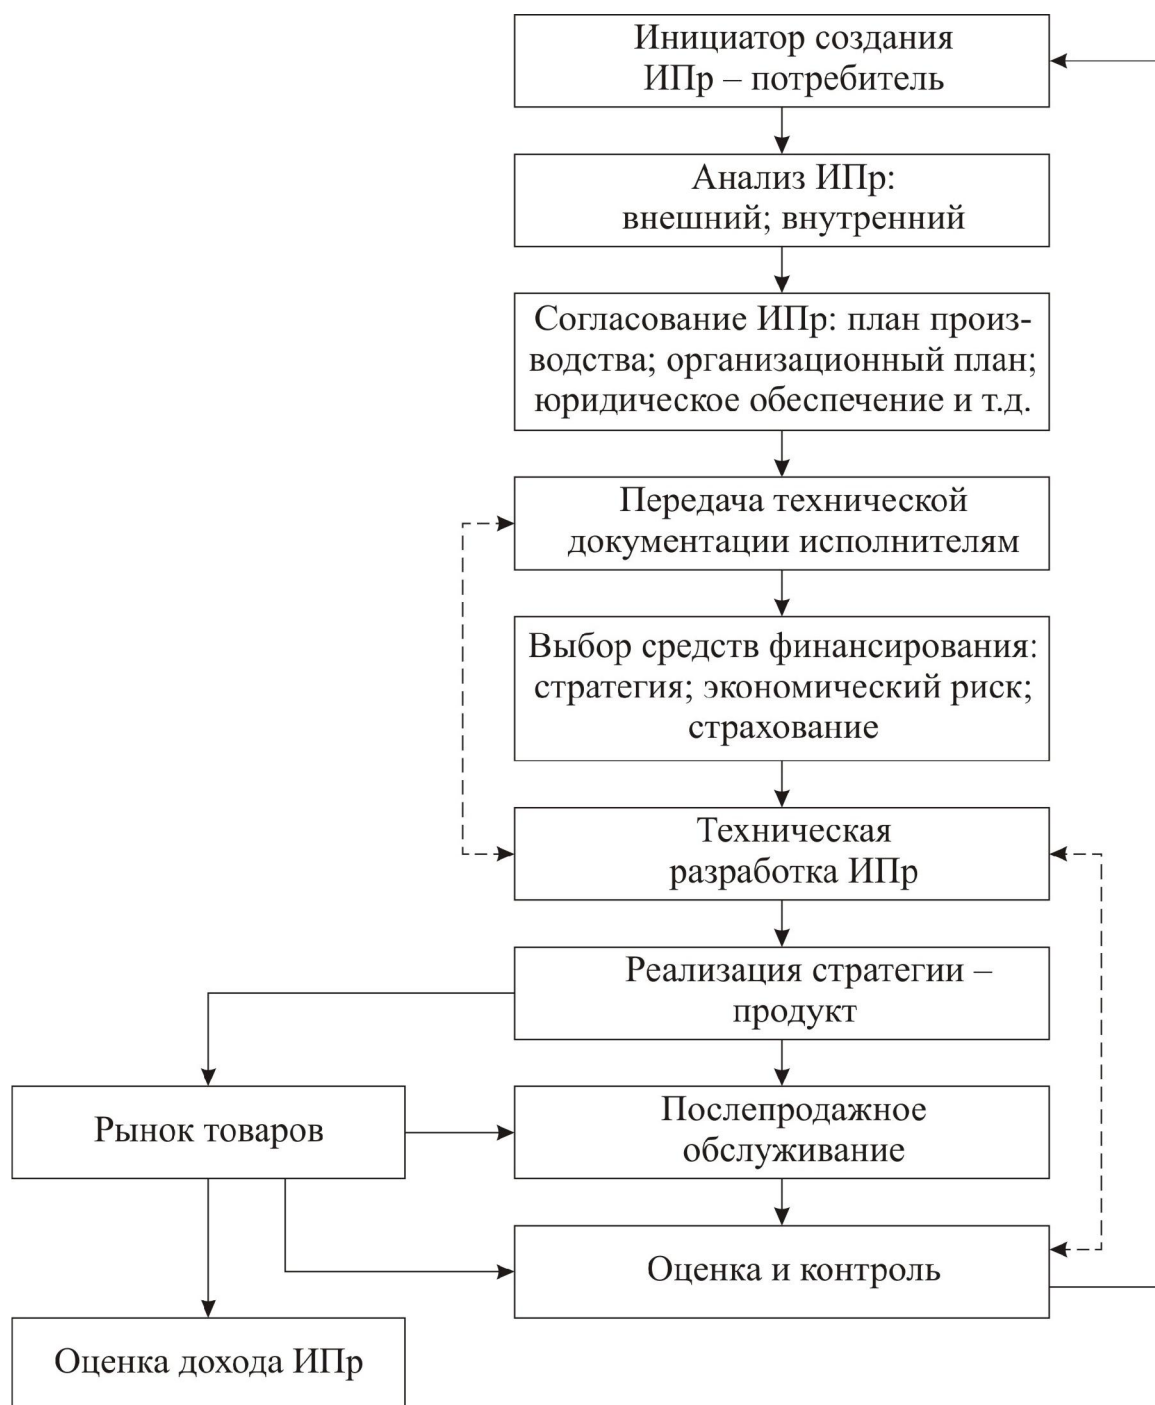 Инициатор создания
ИПр – потребитель
Анализ ИПр:
внешний; внутренний
Согласование ИПр: план произ-
водства; организационный план;
юридическое обеспечение и т.д.
Передача технической
документации исполнителям
Выбор средств финансирования:
стратегия; экономический риск;
страхование
Техническая
разработка ИПр
Реализация стратегии –
продукт
Рынок товаров
Послепродажное
обслуживание
Оценка и контроль
Оценка дохода ИПр